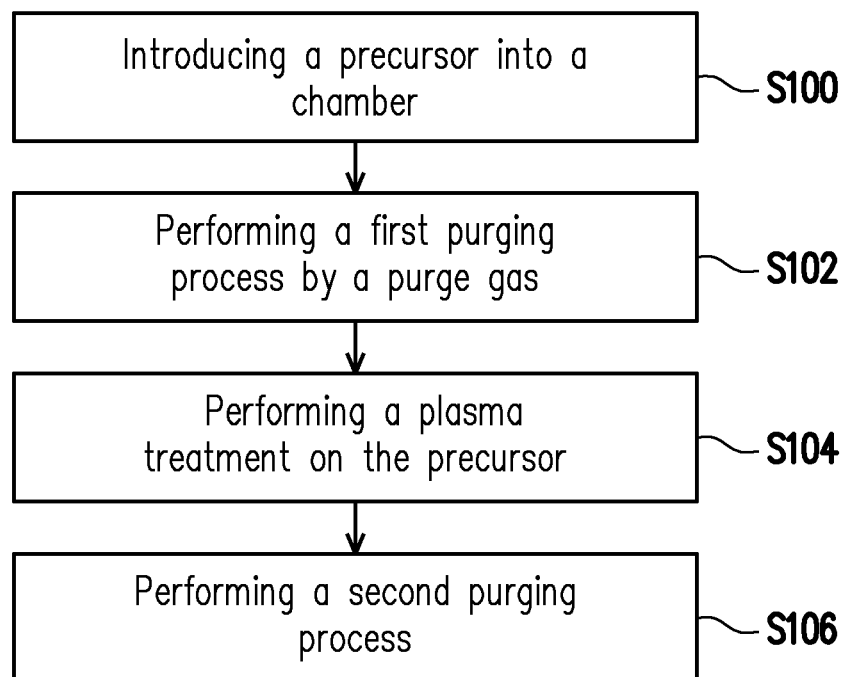 Introducing a precursor into a
chamber
S100
Performing a first purging
process by a purge gas
S102
Performing a plasma
treatment on the precursor
S104
Performing a second purging
process
S106